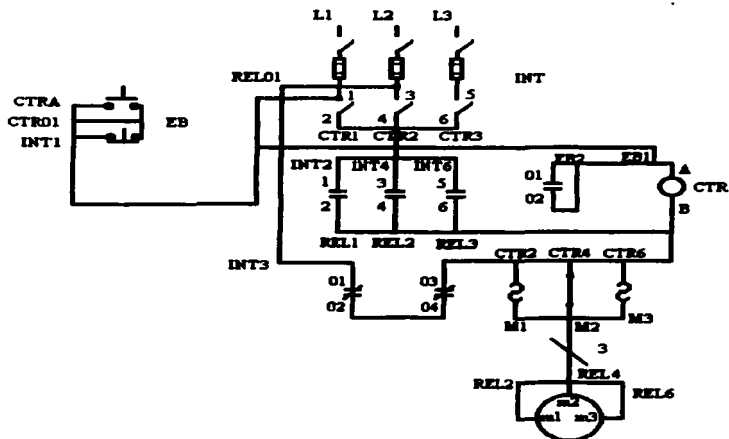 L1 L2 L3
REL01 INT
CTRA
CTR01 EB
INT1
1 3 5
2 4 6
CTR1 CTR2 CTR3
INT2 INT4 INT6
EB2 EB1
1 3 5
2 4 6
01
02
A
CTR
B
REL1 REL2 REL3
CTR2 CTR4 CTR6
INT3
01 03
02 04
M1 M2 M3
3
REL4
REL2 REL6
m2
m1 m3